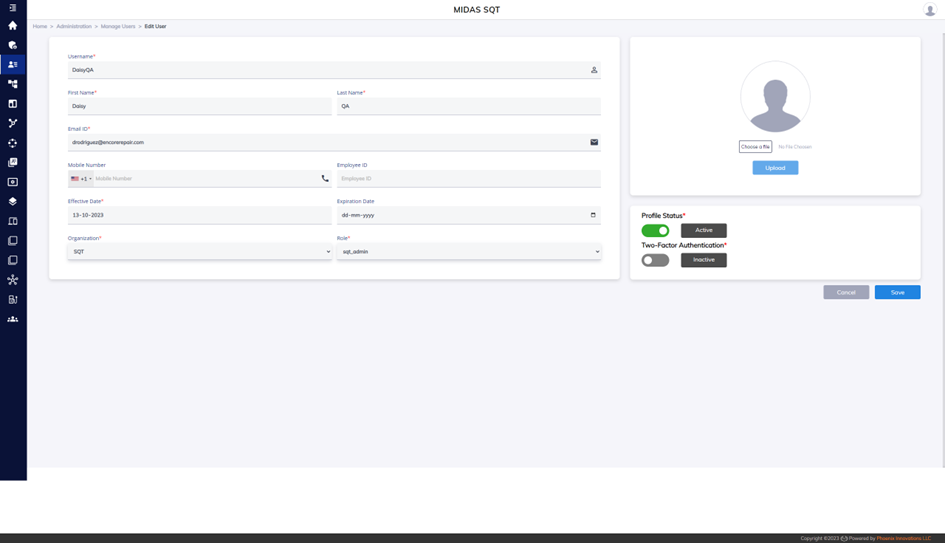 MIDAS SQT
Home > Administration > Manage Users > Edit User
Username*
DaisyQA
First Name*
Last Name*
Daisy
QA
Email ID*
drodriguez@encorerepair.com
Mobile Number
Employee ID
+1
Mobile Number
Employee ID
Effective Date*
Expiration Date
13-10-2023
dd-mm-yyyy
Organization*
Role*
SQT
sqt_admin
Choose a file
No File Choosen
Upload
Profile Status*
Active
Two-Factor Authentication*
Inactive
Cancel
Save
Copyright ©2023 Powered by Phoenix Innovations LLC